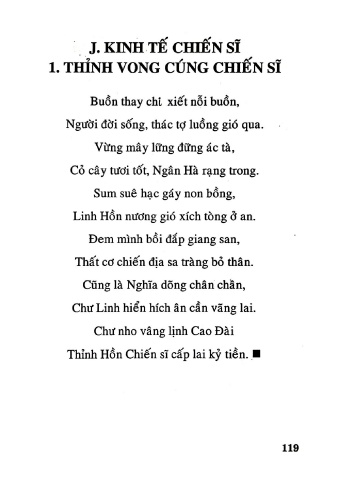 J. KINH TẾ CHIẾN SĨ
1. THỈNH VONG CÚNG CHIẾN SĨ
Buồn thay chi xiết nỗi buồn,
Người đời sống, thác tợ luồng gió qua.
Vừng mây lững đững ác tà,
Cỏ cây tươi tốt, Ngân Hà rạng trong.
Sum suê hạc gáy non bồng,
Linh Hồn nương gió xích tòng ở an.
Đem mình bồi đắp giang san,
Thất cơ chiến địa sa tràng bỏ thân.
Cũng là Nghĩa dõng chân chần,
Chư Linh hiển hích ân cần vãng lai.
Chư nho vâng lịnh Cao Đài
Thỉnh Hồn Chiến sĩ cấp lai kỷ tiền. ■
119